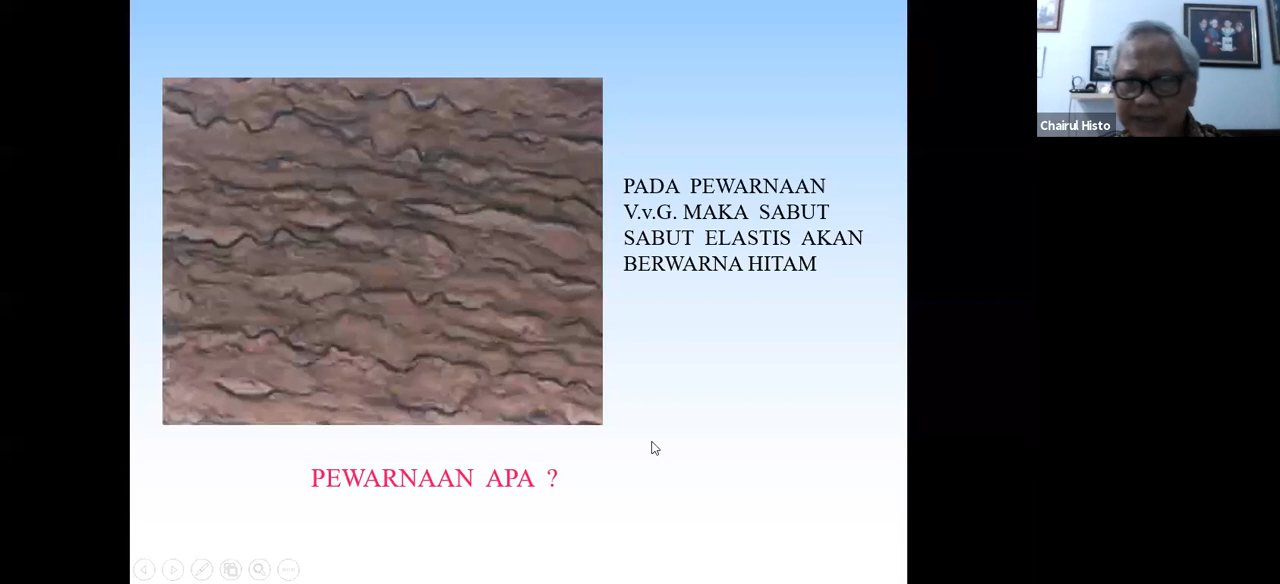 PADA PEWARNAAN
V.v.G. MAKA SABUT
SABUT ELASTIS AKAN
BERWARNA HITAM
PEWARNAAN APA ?
Chairul Histo